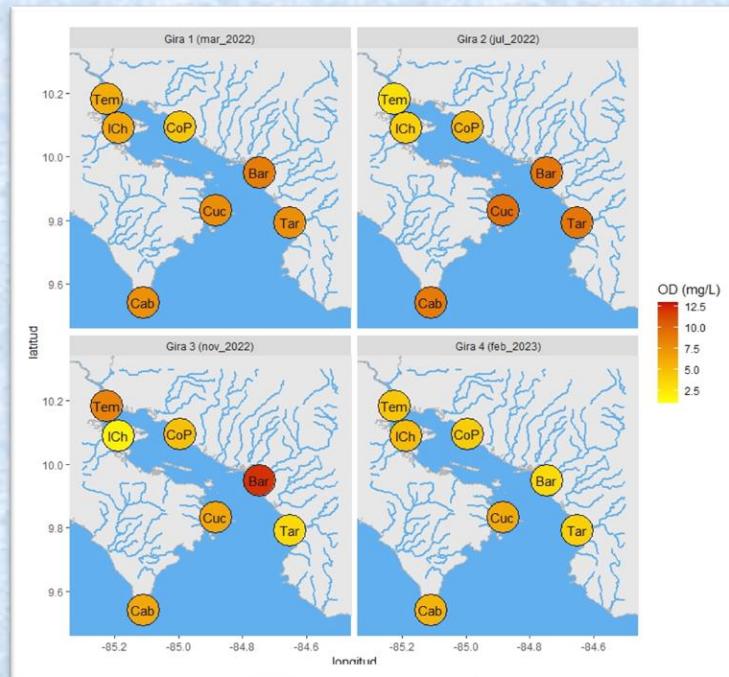 Gira 1 (mar_2022)
Gira 2 (jul_2022)
10.2
10.0
9.8
9.6
Tem
ICh
CoP
Bar
Cuc
Tar
Cab
Tem
ICh
CoP
Bar
Cuc
Tar
Cab
latitud
OD (mg/L)
12.5
10.0
7.5
5.0
2.5
Gira 3 (nov_2022)
Gira 4 (feb_2023)
10.2
10.0
9.8
9.6
Tem
ICh
CoP
Bar
Cuc
Tar
Cab
Tem
ICh
CoP
Bar
Cuc
Tar
Cab
-85.2
-85.0
-84.8
-84.6
-85.2
-85.0
-84.8
-84.6
longitud